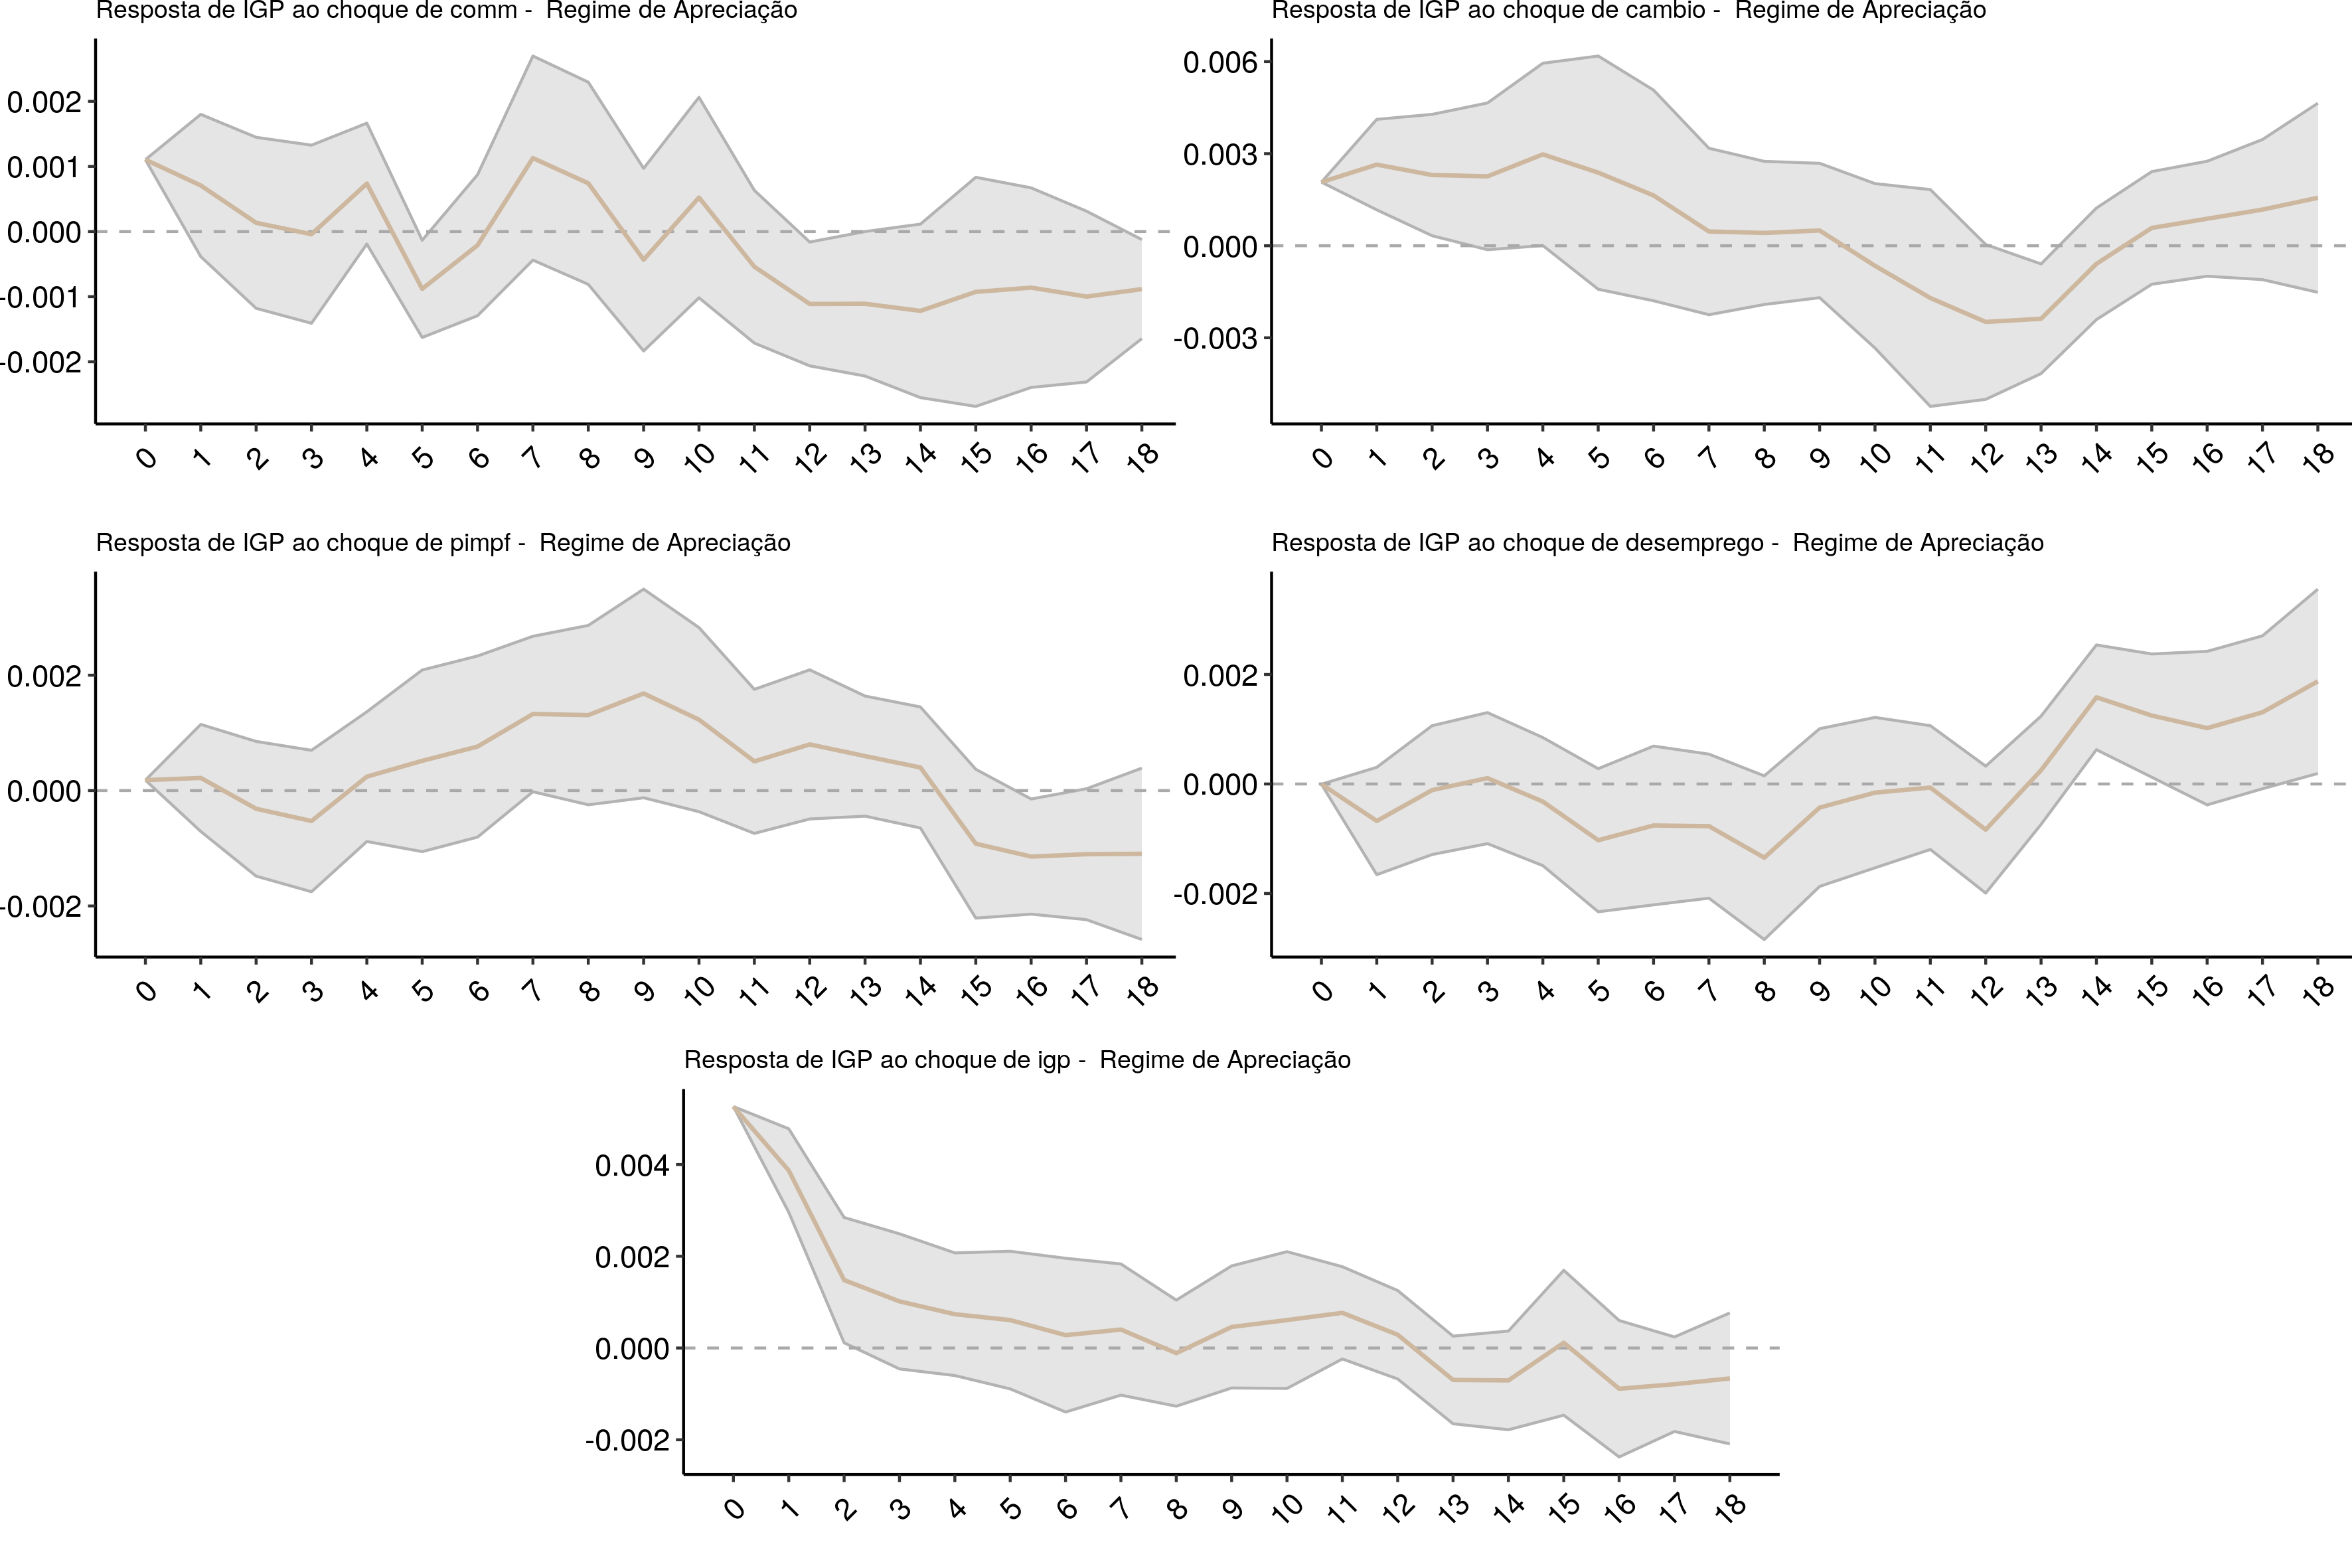 Resposta de IGP ao choque de comm -  Regime de Apreciação
0.002
0.001
0.000
-0.001
-0.002
0 1 2 3 4 5 6 7 8 9 10 11 12 13 14 15 16 17 18
Resposta de IGP ao choque de cambio -  Regime de Apreciação
0.006
0.003
0.000
-0.003
0 1 2 3 4 5 6 7 8 9 10 11 12 13 14 15 16 17 18
Resposta de IGP ao choque de pimpf -  Regime de Apreciação
0.002
0.000
-0.002
0 1 2 3 4 5 6 7 8 9 10 11 12 13 14 15 16 17 18
Resposta de IGP ao choque de desemprego -  Regime de Apreciação
0.002
0.000
-0.002
0 1 2 3 4 5 6 7 8 9 10 11 12 13 14 15 16 17 18
Resposta de IGP ao choque de igp -  Regime de Apreciação
0.004
0.002
0.000
-0.002
0 1 2 3 4 5 6 7 8 9 10 11 12 13 14 15 16 17 18